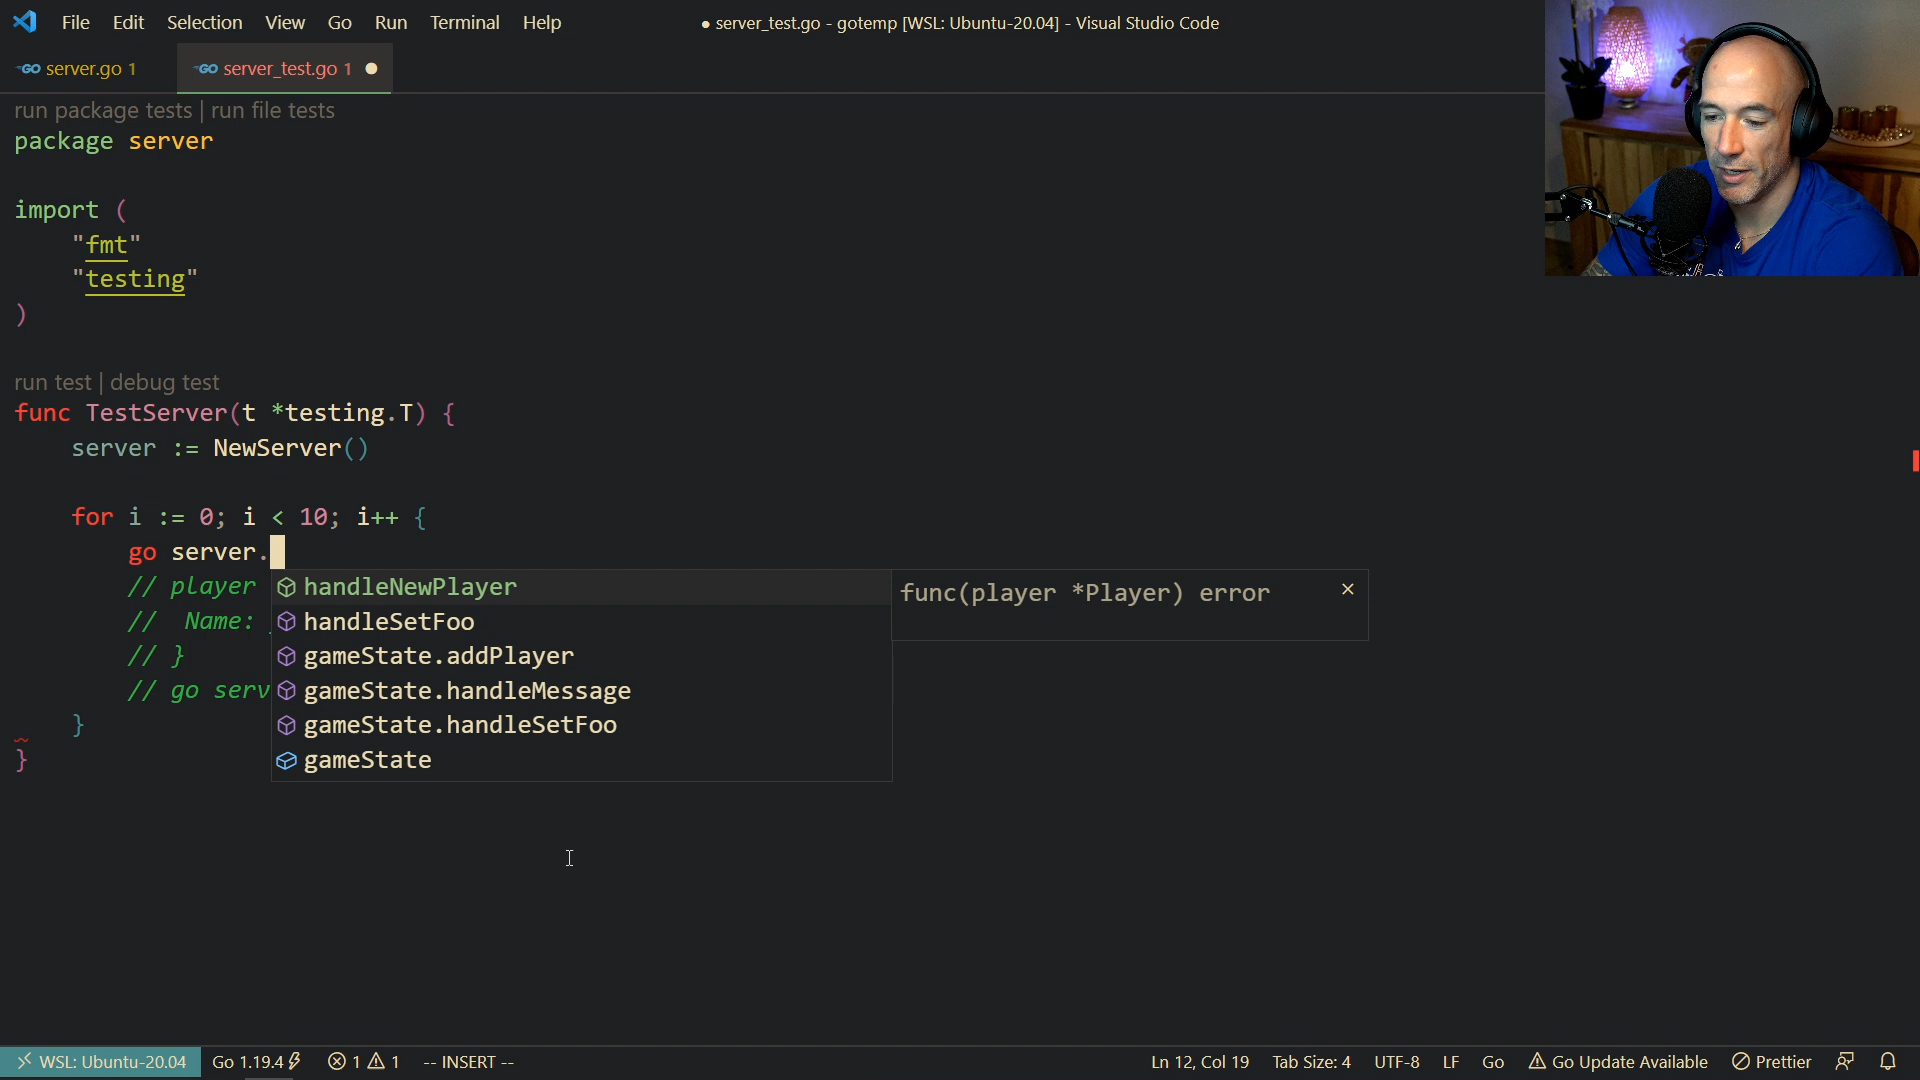 File Edit Selection View Go Run Terminal Help
● server_test.go - gotemp [WSL: Ubuntu-20.04] - Visual Studio Code
GO server.go 1
GO server_test.go 1 ●
run package tests | run file tests
package server
import (
"fmt"
"testing"
)
run test | debug test
func TestServer(t *testing.T) {
server := NewServer()
for i := 0; i < 10; i++ {
go server.
// player
// Name:
// }
// go serv
}
}
handleNewPlayer
handleSetFoo
gameState.addPlayer
gameState.handleMessage
gameState.handleSetFoo
gameState
func(player *Player) error ×
WSL: Ubuntu-20.04 Go 1.19.4 1 1 -- INSERT -- Ln 12, Col 19 Tab Size: 4 UTF-8 LF Go Go Update Available Prettier